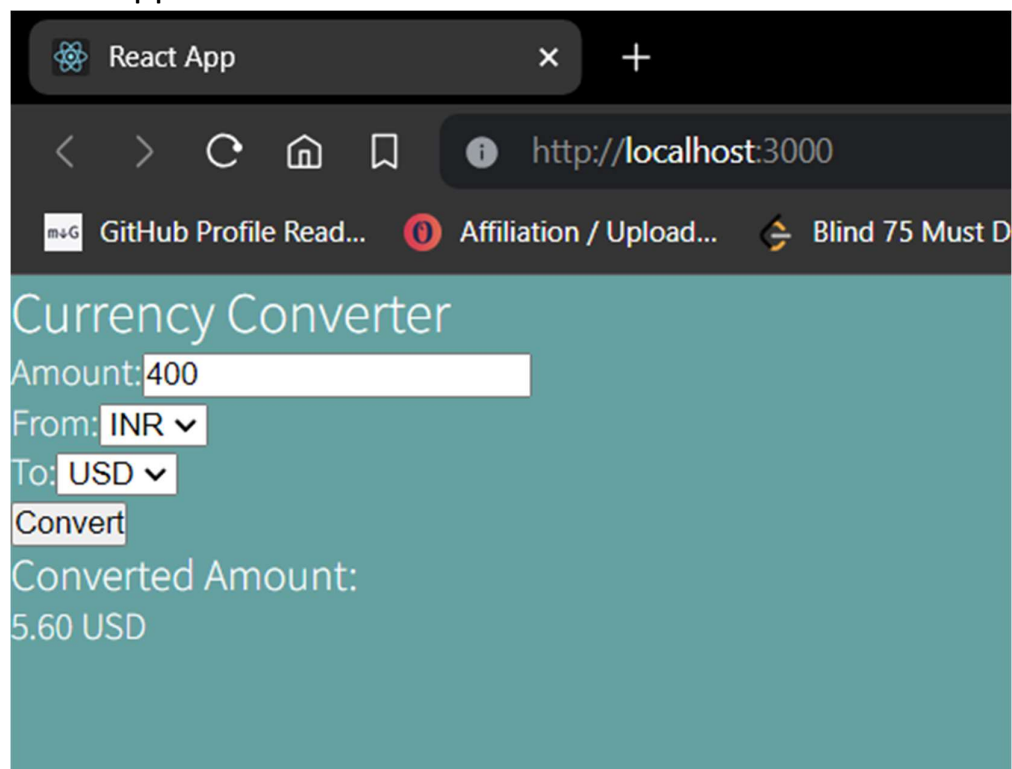 React App
http://localhost:3000
m↓G GitHub Profile Read... Affiliation / Upload... Blind 75 Must D
Currency Converter
Amount:400
From: INR
To: USD
Convert
Converted Amount:
5.60 USD